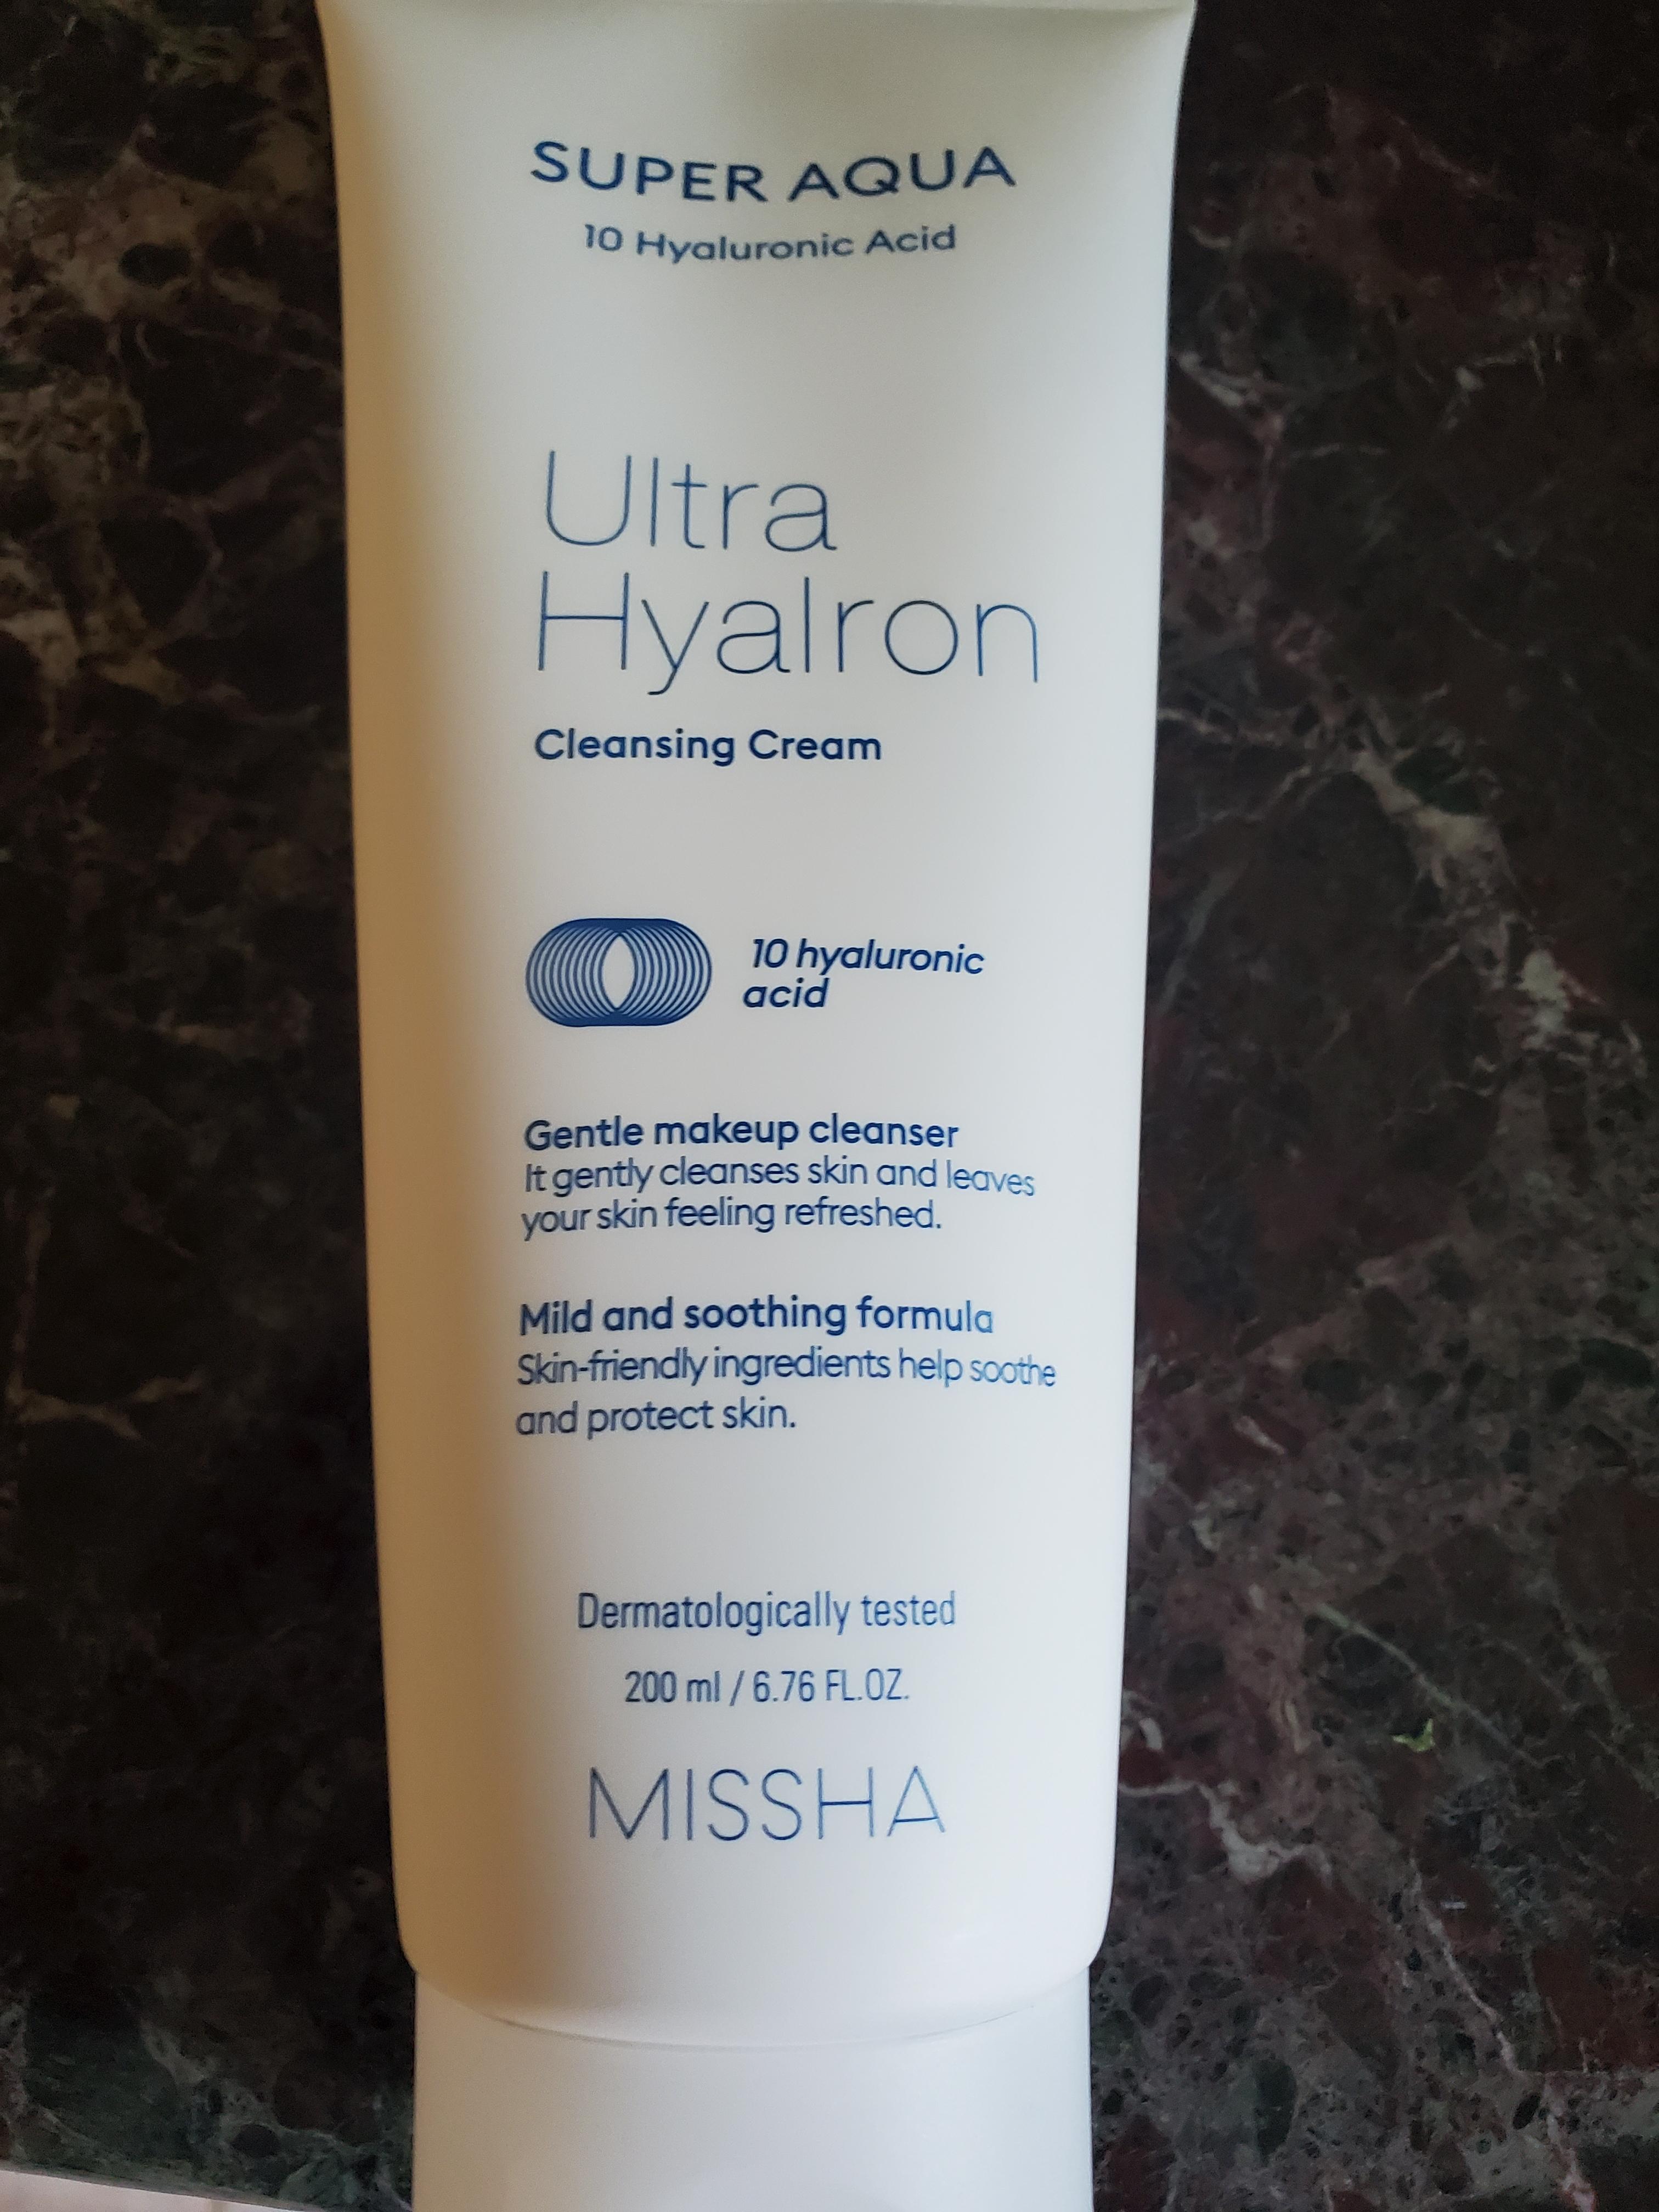 SUPER AQUA
10 Hyaluronic Acid
Ultra
Hyalron
Cleansing Cream
10 hyaluronic
acid
Gentle makeup cleanser
It gently cleanses skin and leaves
your skin feeling refreshed.
Mild and soothing formula
Skin-friendly ingredients help soothe
and protect skin.
Dermatologically tested
200 ml / 6.76 FL.OZ.
MISSHA